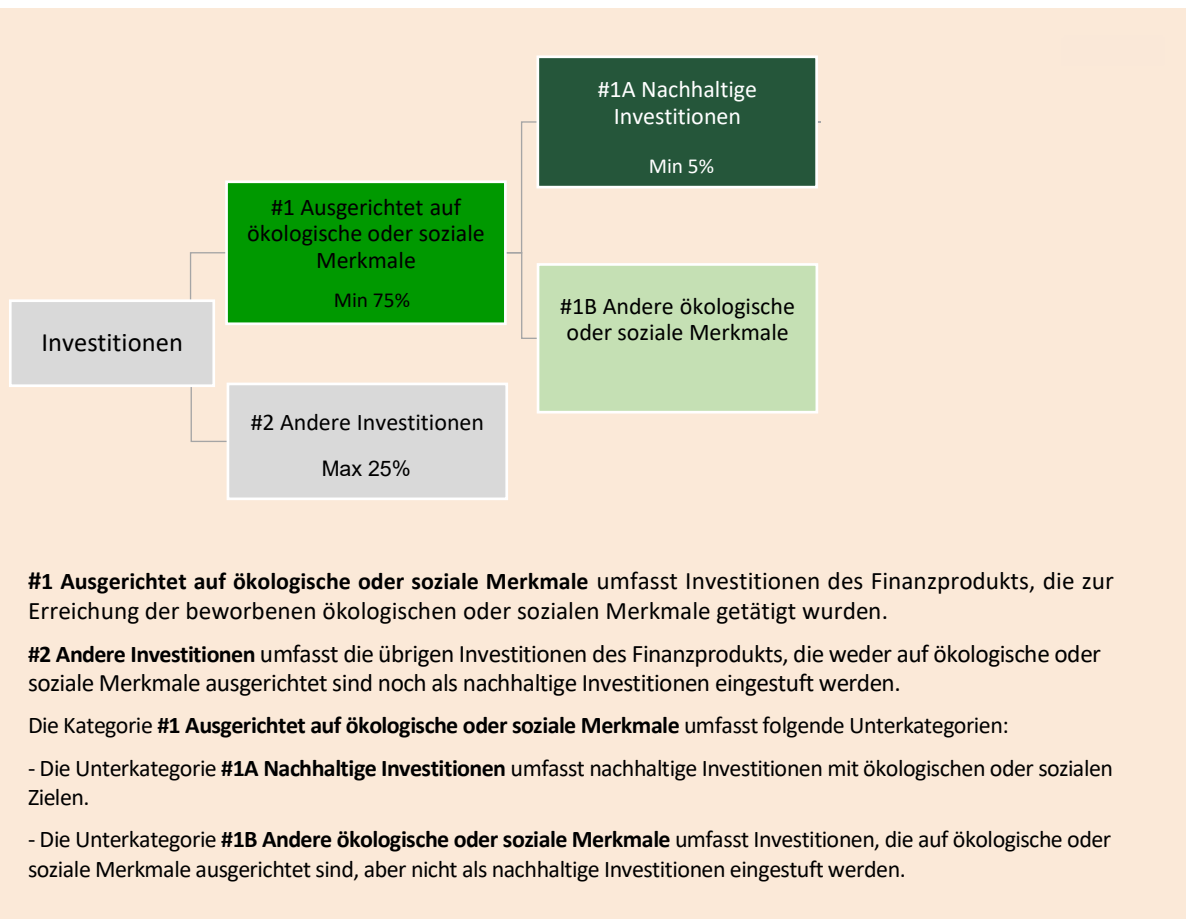 #1A Nachhaltige
Investitionen
Min 5%
#1 Ausgerichtet auf
ökologische oder soziale
Merkmale
Min 75%
#1B Andere ökologische
oder soziale Merkmale
Investitionen
#2 Andere Investitionen
Max 25%
#1 Ausgerichtet auf ökologische oder soziale Merkmale umfasst Investitionen des Finanzprodukts, die zur
Erreichung der beworbenen ökologischen oder sozialen Merkmale getätigt wurden.
#2 Andere Investitionen umfasst die übrigen Investitionen des Finanzprodukts, die weder auf ökologische oder
soziale Merkmale ausgerichtet sind noch als nachhaltige Investitionen eingestuft werden.
Die Kategorie #1 Ausgerichtet auf ökologische oder soziale Merkmale umfasst folgende Unterkategorien:
- Die Unterkategorie #1A Nachhaltige Investitionen umfasst nachhaltige Investitionen mit ökologischen oder sozialen
Zielen.
- Die Unterkategorie #1B Andere ökologische oder soziale Merkmale umfasst Investitionen, die auf ökologische oder
soziale Merkmale ausgerichtet sind, aber nicht als nachhaltige Investitionen eingestuft werden.